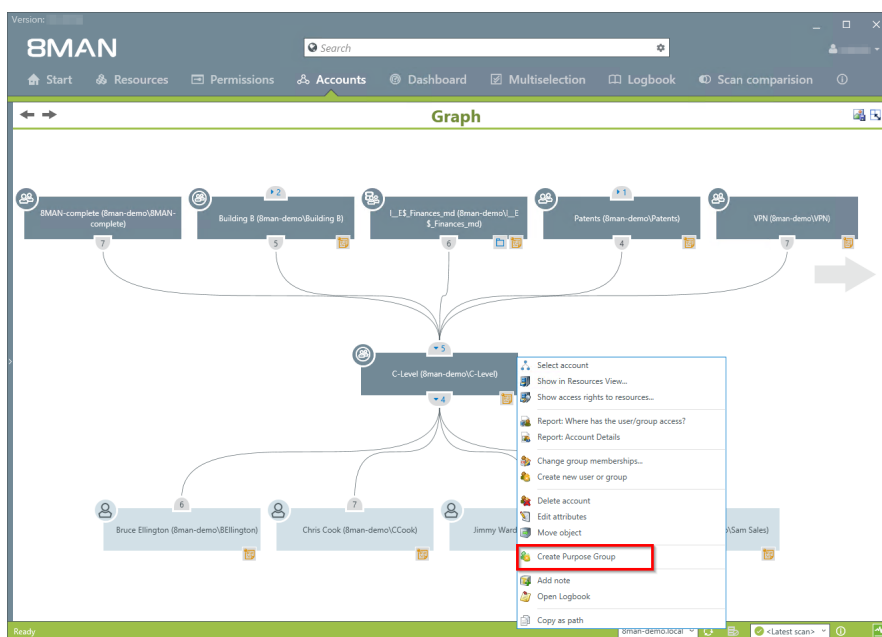 Version:
8MAN
Search
Start Resources Permissions Accounts Dashboard Multiselection Logbook Scan comparision
Graph
2
1
8MAN-complete (8man-demo\8MAN-
complete)
Building B (8man-demo\Building B)
l__E$_Finances_md (8man-demo\l__E
$_Finances_md)
Patents (8man-demo\Patents)
VPN (8man-demo\VPN)
7
5
6
4
7
5
C-Level (8man-demo\C-Level)
4
Select account
Show in Resources View...
Show access rights to resources...
Report: Where has the user/group access?
Report: Account Details
Change group memberships...
Create new user or group
Delete account
Edit attributes
Move object
Create Purpose Group
Add note
Open Logbook
Copy as path
6
7
Bruce Ellington (8man-demo\BEllington)
Chris Cook (8man-demo\CCook)
Jimmy Ward
\Sam Sales)
Ready
8man-demo.local
<Latest scan>